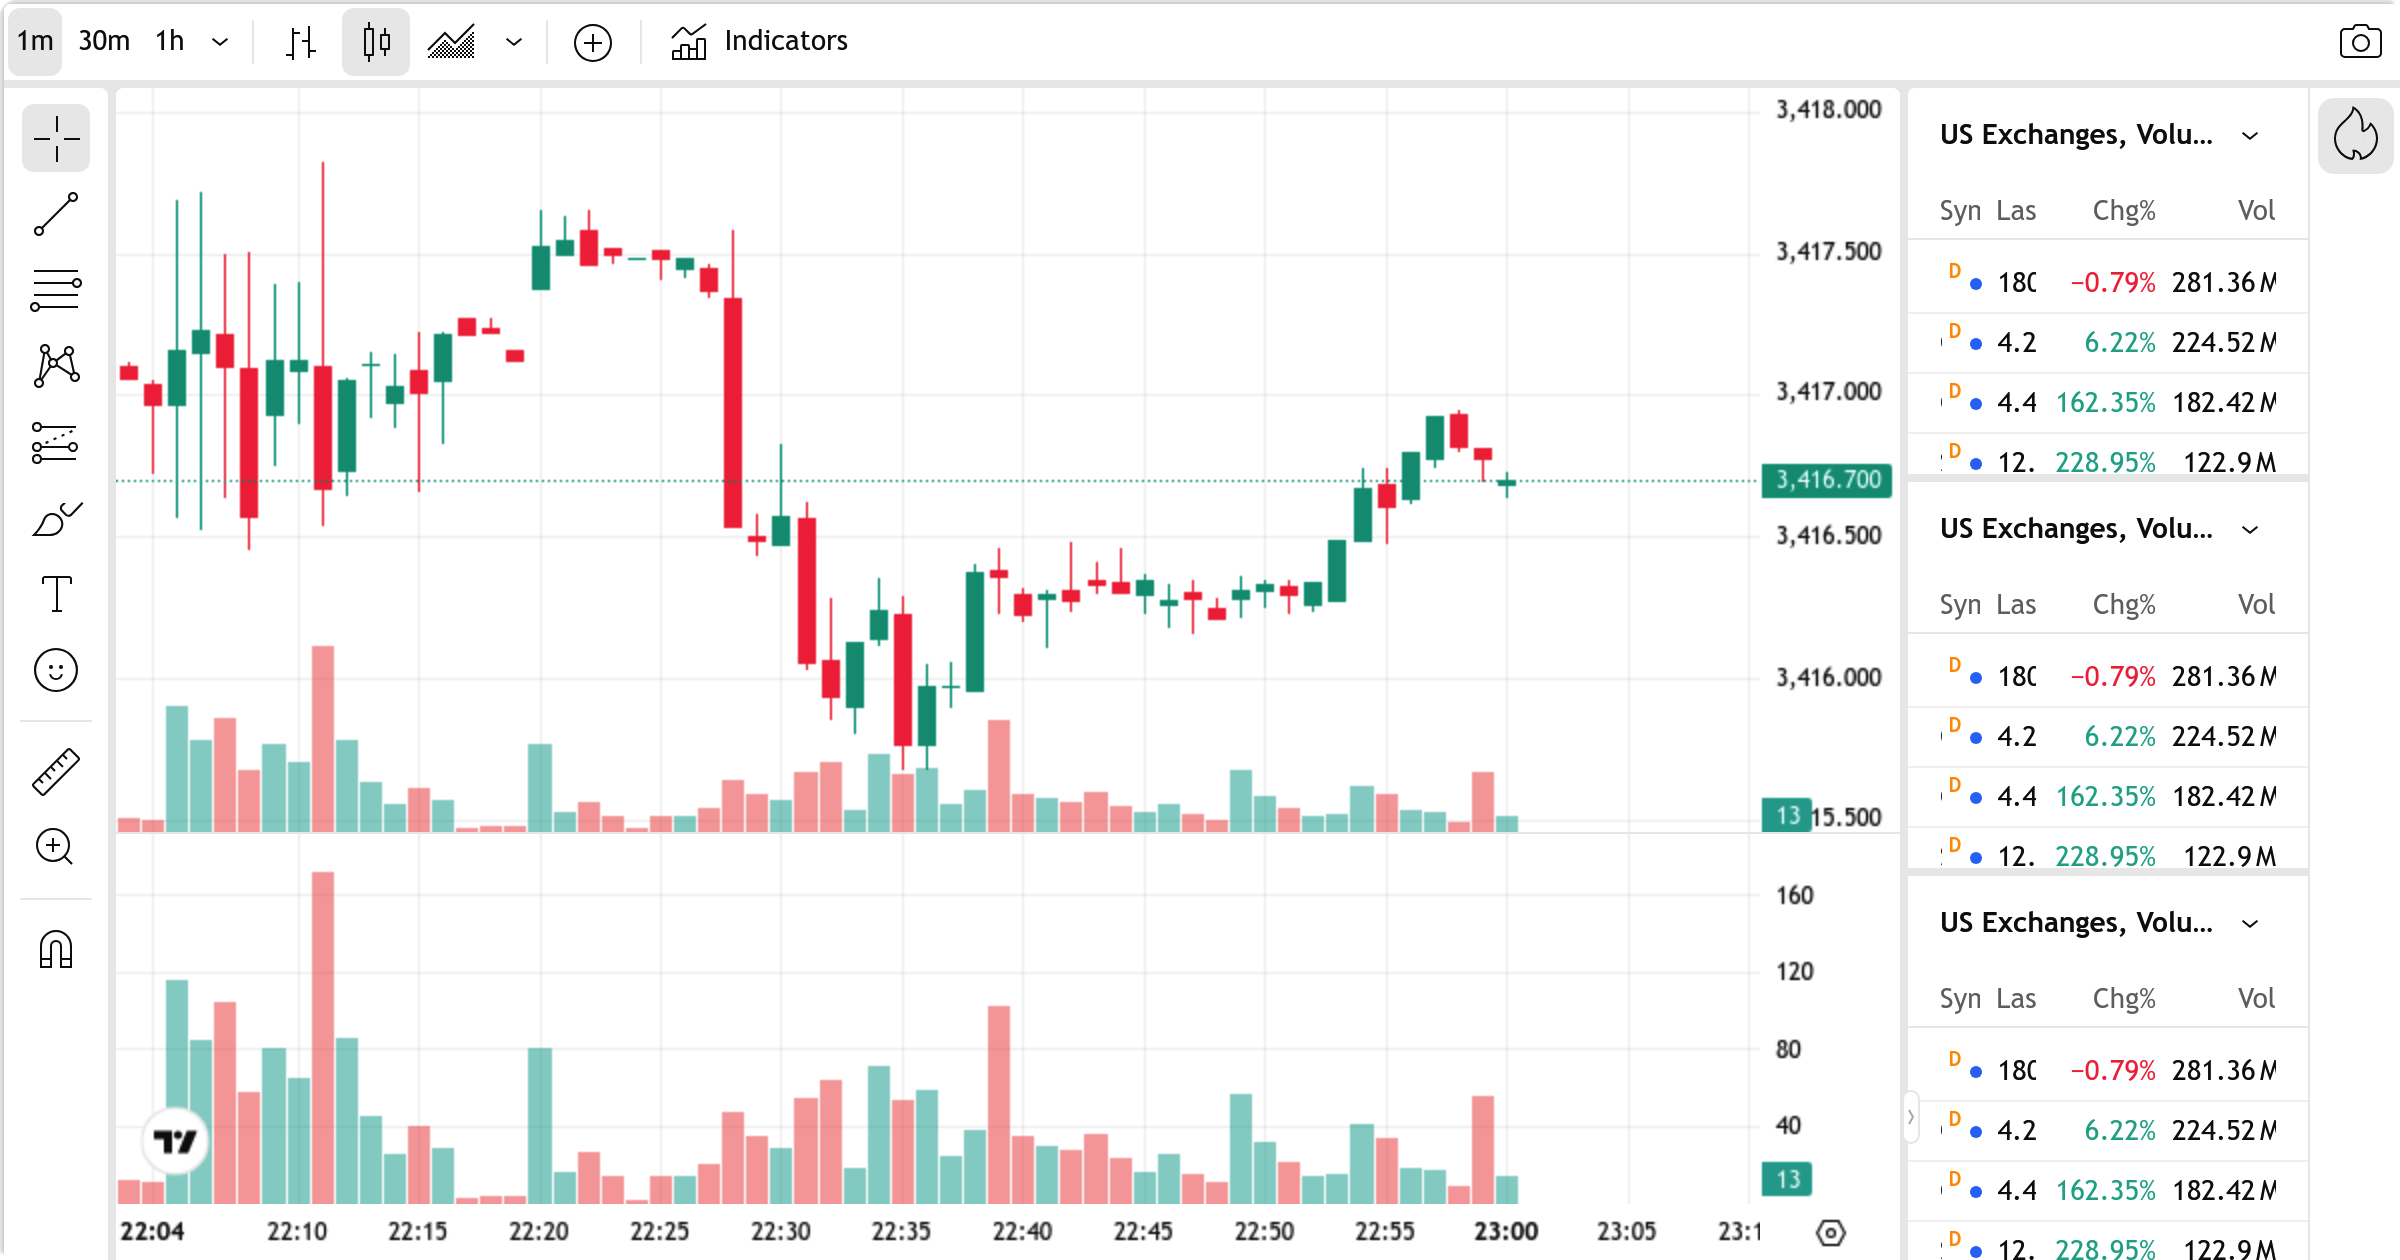 1m 30m 1h Indicators
3,418.000
3,417.500
3,417.000
3,416.700
3,416.500
3,416.000
13 15.500
160
120
80
40
13
22:04 22:10 22:15 22:20 22:25 22:30 22:35 22:40 22:45 22:50 22:55 23:00 23:05 23:1
US Exchanges, Volu...
Syn Las Chg% Vol
D 180 −0.79% 281.36 M
D 4.2 6.22% 224.52 M
D 4.4 162.35% 182.42 M
D 12. 228.95% 122.9 M
US Exchanges, Volu...
Syn Las Chg% Vol
D 180 −0.79% 281.36 M
D 4.2 6.22% 224.52 M
D 4.4 162.35% 182.42 M
D 12. 228.95% 122.9 M
US Exchanges, Volu...
Syn Las Chg% Vol
D 180 −0.79% 281.36 M
D 4.2 6.22% 224.52 M
D 4.4 162.35% 182.42 M
D 12. 228.95% 122.9 M